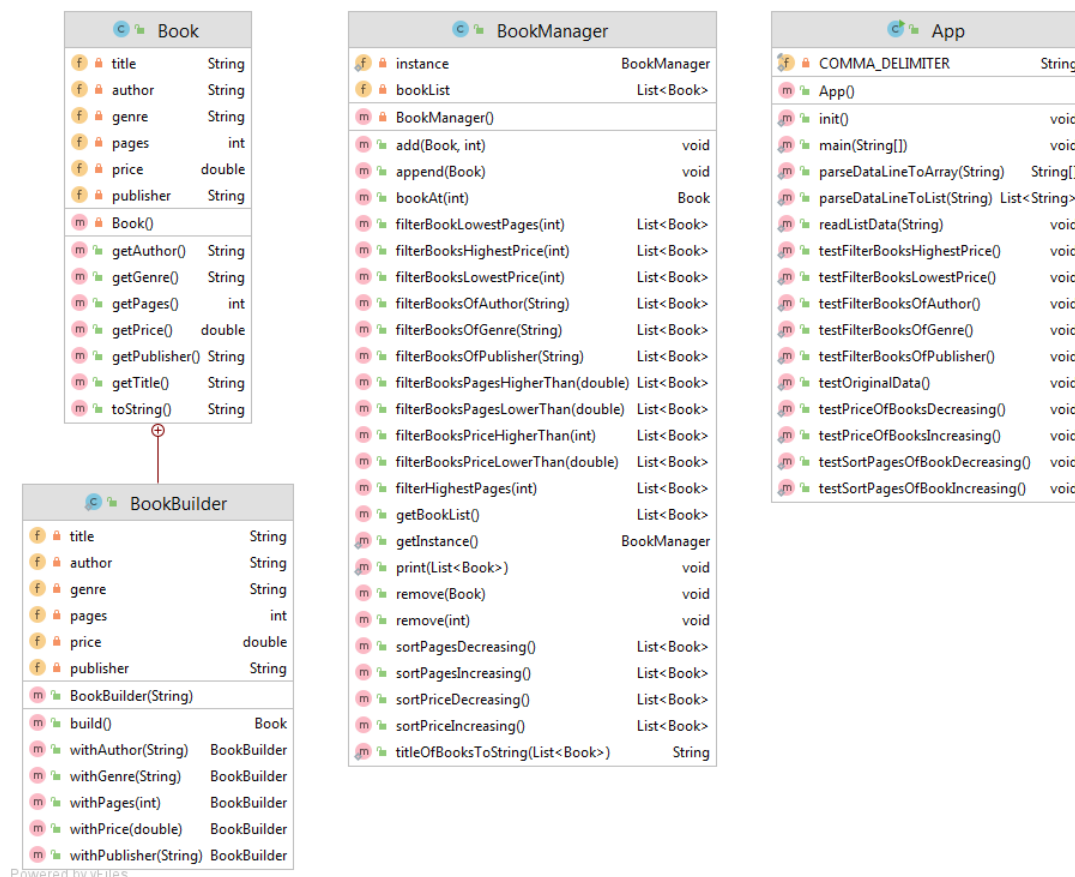 Book
title String
author String
genre String
pages int
price double
publisher String
Book()
getAuthor() String
getGenre() String
getPages() int
getPrice() double
getPublisher() String
getTitle() String
toString() String
BookBuilder
title String
author String
genre String
pages int
price double
publisher String
BookBuilder(String)
build() Book
withAuthor(String) BookBuilder
withGenre(String) BookBuilder
withPages(int) BookBuilder
withPrice(double) BookBuilder
withPublisher(String) BookBuilder
Powered by yFiles
BookManager
instance BookManager
bookList List<Book>
BookManager()
add(Book, int) void
append(Book) void
bookAt(int) Book
filterBookLowestPages(int) List<Book>
filterBooksHighestPrice(int) List<Book>
filterBooksLowestPrice(int) List<Book>
filterBooksOfAuthor(String) List<Book>
filterBooksOfGenre(String) List<Book>
filterBooksOfPublisher(String) List<Book>
filterBooksPagesHigherThan(double) List<Book>
filterBooksPagesLowerThan(double) List<Book>
filterBooksPriceHigherThan(int) List<Book>
filterBooksPriceLowerThan(double) List<Book>
filterHighestPages(int) List<Book>
getBookList() List<Book>
getInstance() BookManager
print(List<Book>) void
remove(Book) void
remove(int) void
sortPagesDecreasing() List<Book>
sortPagesIncreasing() List<Book>
sortPriceDecreasing() List<Book>
sortPriceIncreasing() List<Book>
titleOfBooksToString(List<Book>) String
App
COMMA_DELIMITER String
App()
init() void
main(String[]) void
parseDataLineToArray(String) String[]
parseDataLineToList(String) List<String>
readListData(String) void
testFilterBooksHighestPrice() void
testFilterBooksLowestPrice() void
testFilterBooksOfAuthor() void
testFilterBooksOfGenre() void
testFilterBooksOfPublisher() void
testOriginalData() void
testPriceOfBooksDecreasing() void
testPriceOfBooksIncreasing() void
testSortPagesOfBookDecreasing() void
testSortPagesOfBookIncreasing() void